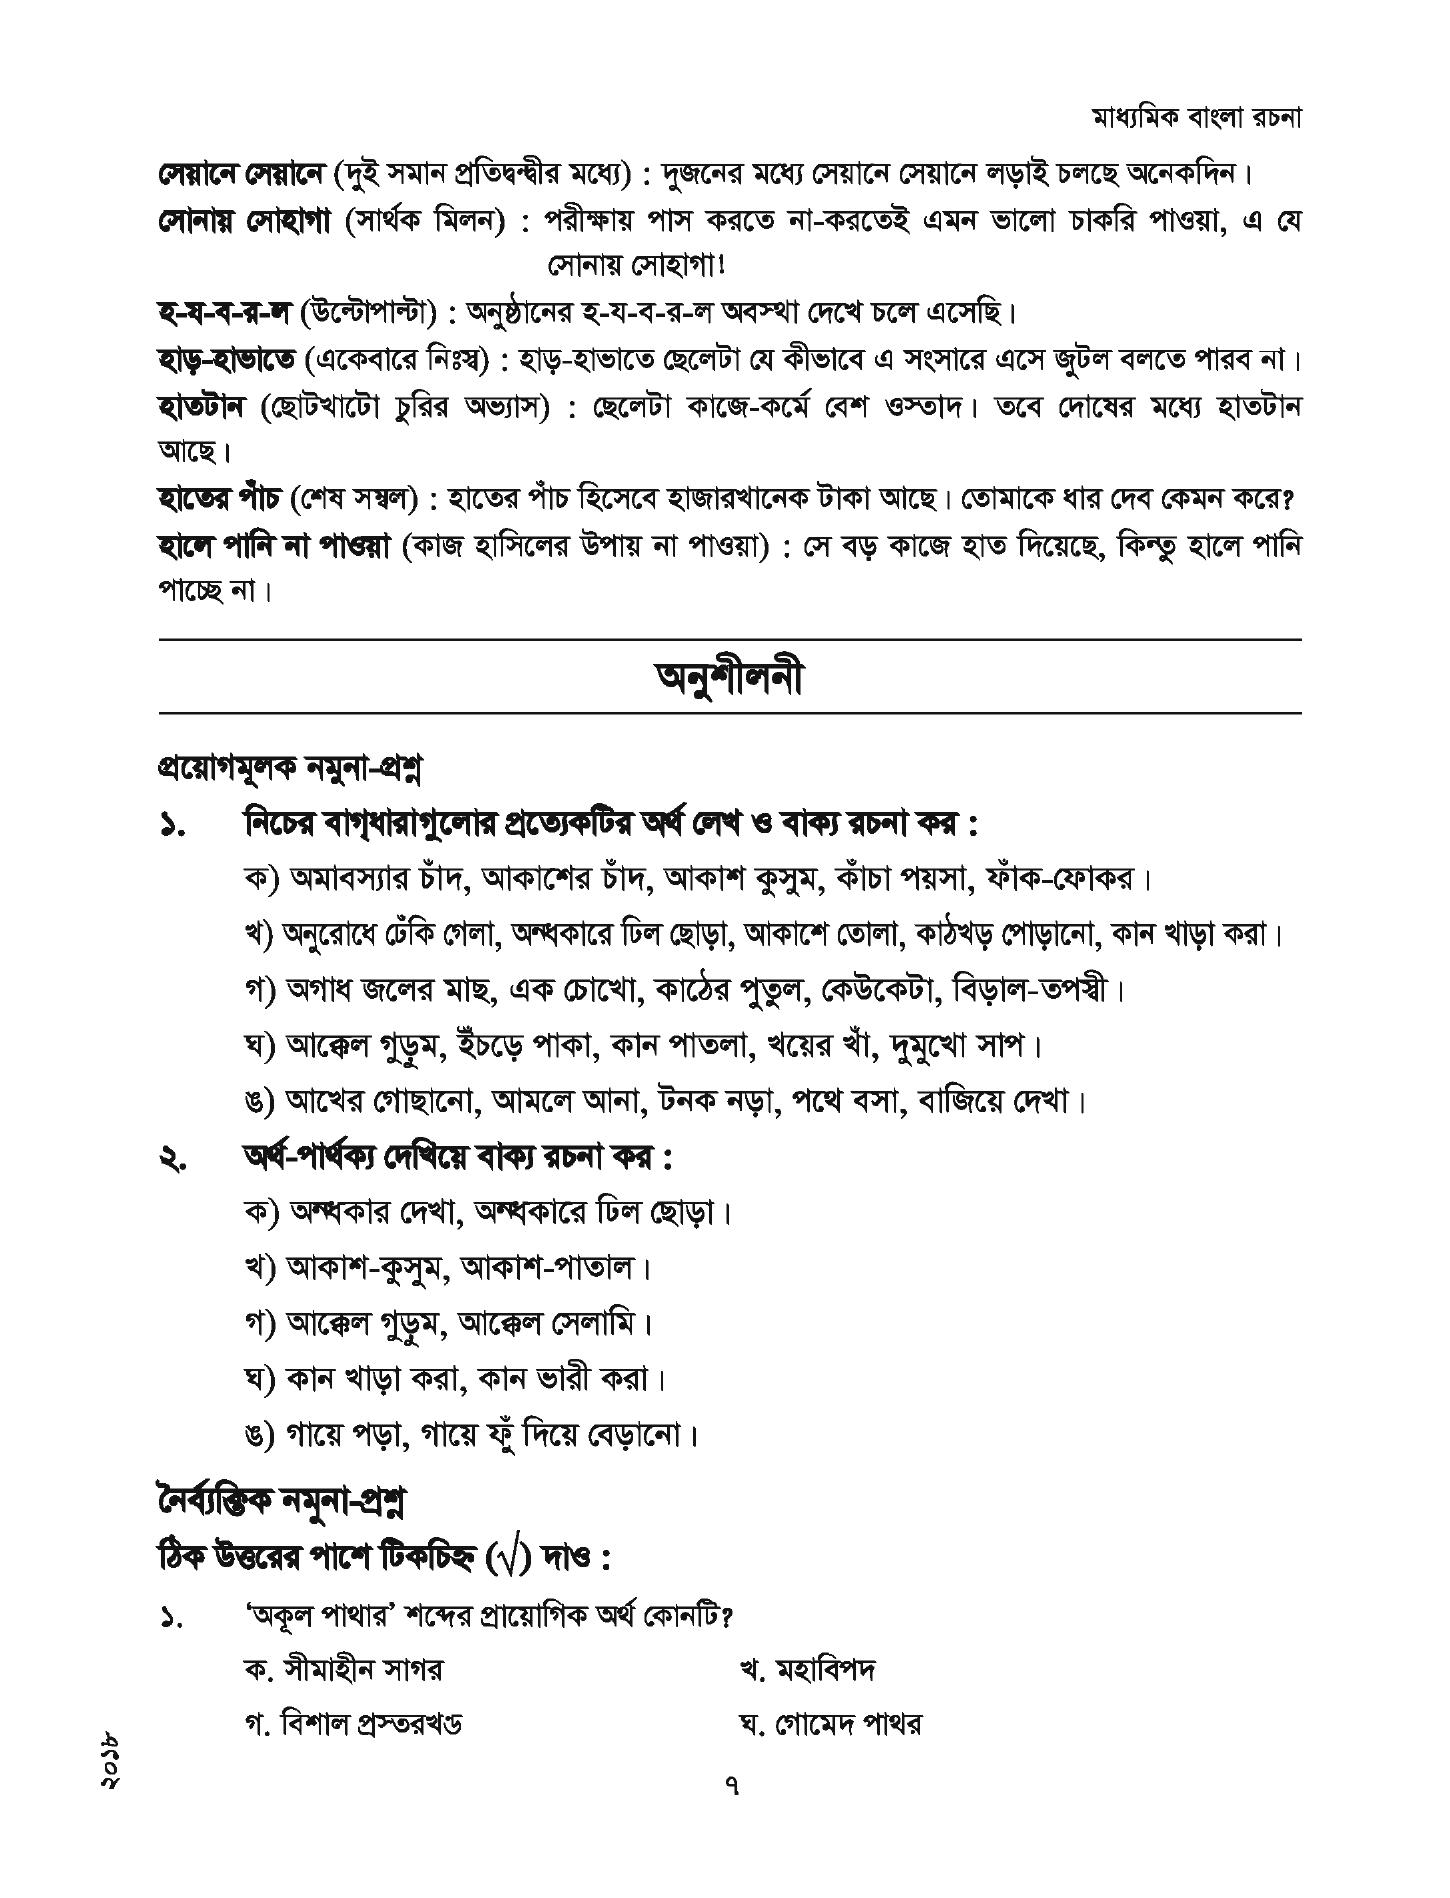 মাধ্যমিক বাংলা রচনা
সেয়ানে সেয়ানে (দুই সমান প্রতিদ্বন্দ্বীর মধ্যে) : দুজনের মধ্যে সেয়ানে সেয়ানে লড়াই চলছে অনেকদিন।
সোনায় সোহাগা (সার্থক মিলন) : পরীক্ষায় পাস করতে না-করতেই এমন ভালো চাকরি পাওয়া, এ যে
সোনায় সোহাগা!
হ-য-ব-র-ল (উল্টোপাল্টা) : অনুষ্ঠানের হ-য-ব-র-ল অবস্থা দেখে চলে এসেছি।
হাড়-হাভাতে (একেবারে নিঃস্ব) : হাড়-হাভাতে ছেলেটা যে কীভাবে এ সংসারে এসে জুটল বলতে পারব না।
হাতটান (ছোটখাটো চুরির অভ্যাস) : ছেলেটা কাজে-কর্মে বেশ ওস্তাদ। তবে দোষের মধ্যে হাতটান
আছে।
হাতের পাঁচ (শেষ সম্বল) : হাতের পাঁচ হিসেবে হাজারখানেক টাকা আছে। তোমাকে ধার দেব কেমন করে?
হালে পানি না পাওয়া (কাজ হাসিলের উপায় না পাওয়া) : সে বড় কাজে হাত দিয়েছে, কিন্তু হালে পানি
পাচ্ছে না।
অনুশীলনী
প্রয়োগমূলক নমুনা-প্রশ্ন
১. নিচের বাগ্‌ধারাগুলোর প্রত্যেকটির অর্থ লেখ ও বাক্য রচনা কর :
ক) অমাবস্যার চাঁদ, আকাশের চাঁদ, আকাশ কুসুম, কাঁচা পয়সা, ফাঁক-ফোকর।
খ) অনুরোধে ঢেঁকি গেলা, অন্ধকারে ঢিল ছোড়া, আকাশে তোলা, কাঠখড় পোড়ানো, কান খাড়া করা।
গ) অগাধ জলের মাছ, এক চোখো, কাঠের পুতুল, কেউকেটা, বিড়াল-তপস্বী।
ঘ) আক্কেল গুড়ুম, ইঁচড়ে পাকা, কান পাতলা, খয়ের খাঁ, দুমুখো সাপ।
ঙ) আখের গোছানো, আমলে আনা, টনক নড়া, পথে বসা, বাজিয়ে দেখা।
২. অর্থ-পার্থক্য দেখিয়ে বাক্য রচনা কর :
ক) অন্ধকার দেখা, অন্ধকারে ঢিল ছোড়া।
খ) আকাশ-কুসুম, আকাশ-পাতাল।
গ) আক্কেল গুড়ুম, আক্কেল সেলামি।
ঘ) কান খাড়া করা, কান ভারী করা।
ঙ) গায়ে পড়া, গায়ে ফুঁ দিয়ে বেড়ানো।
নৈর্ব্যক্তিক নমুনা-প্রশ্ন
ঠিক উত্তরের পাশে টিকচিহ্ন (√) দাও :
১. ‘অকূল পাথার’ শব্দের প্রায়োগিক অর্থ কোনটি?
ক. সীমাহীন সাগর খ. মহাবিপদ
গ. বিশাল প্রস্তরখণ্ড ঘ. গোমেদ পাথর
২০১৮
৭